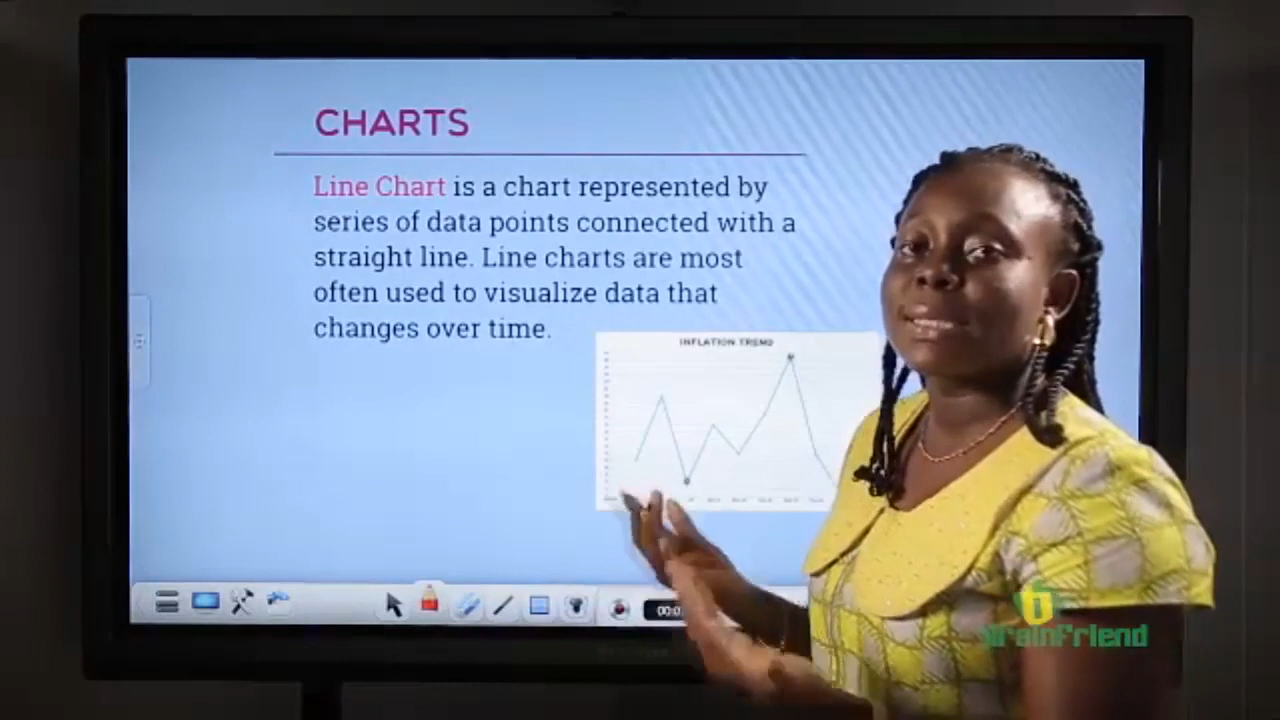 CHARTS
Line Chart is a chart represented by
series of data points connected with a
straight line. Line charts are most
often used to visualize data that
changes over time.
INFLATION TREND
brainfriend